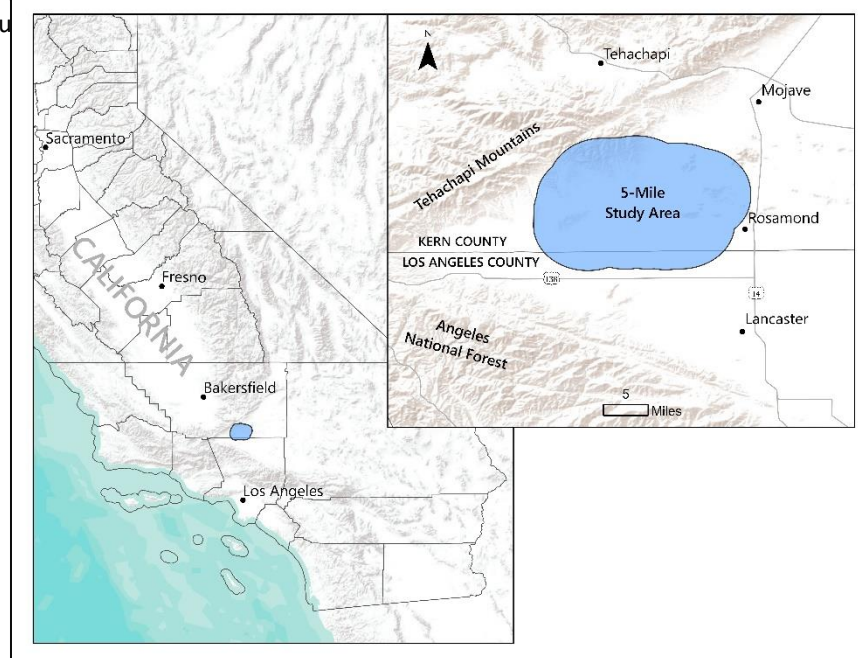 u
Sacramento
Fresno
CALIFORNIA
Bakersfield
Los Angeles
N
Tehachapi
Mojave
Tehachapi Mountains
5-Mile
Study Area
Rosamond
KERN COUNTY
LOS ANGELES COUNTY
138
14
Lancaster
Angeles
National Forest
5
Miles